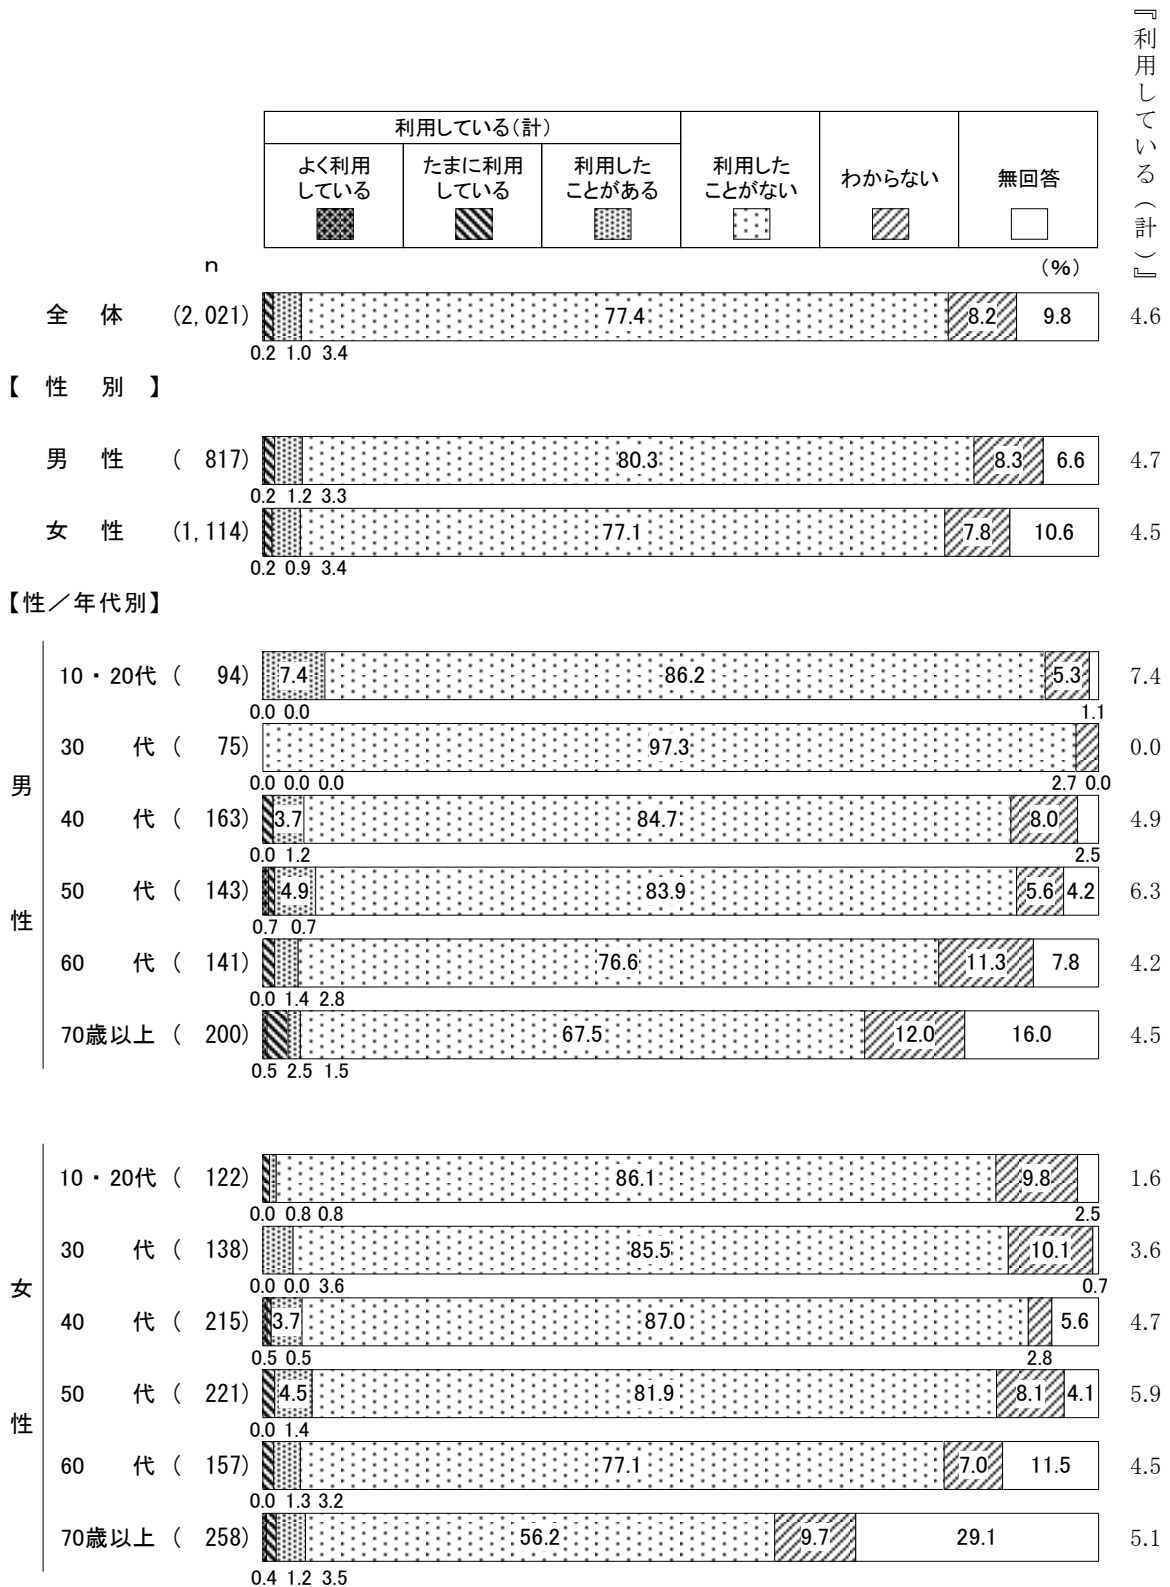 『利用している（計）』
利用している（計）
よく利用
している
たまに利用
している
利用した
ことがある
利用した
ことがない
わからない
無回答
n
（%）
全 体 (2,021) 77.4 8.2 9.8 4.6
0.2 1.0 3.4
【 性 別 】
男 性 ( 817) 80.3 8.3 6.6 4.7
0.2 1.2 3.3
女 性 (1,114) 77.1 7.8 10.6 4.5
0.2 0.9 3.4
【性／年代別】
男性
10・20代 ( 94) 7.4 86.2 5.3 7.4
0.0 0.0 1.1
30 代 ( 75) 97.3 0.0
0.0 0.0 0.0 2.7 0.0
40 代 ( 163) 3.7 84.7 8.0 4.9
0.0 1.2 2.5
50 代 ( 143) 4.9 83.9 5.6 4.2 6.3
0.7 0.7
60 代 ( 141) 76.6 11.3 7.8 4.2
0.0 1.4 2.8
70歳以上 ( 200) 67.5 12.0 16.0 4.5
0.5 2.5 1.5
女性
10・20代 ( 122) 86.1 9.8 1.6
0.0 0.8 0.8 2.5
30 代 ( 138) 85.5 10.1 3.6
0.0 0.0 3.6 0.7
40 代 ( 215) 3.7 87.0 5.6 4.7
0.5 0.5 2.8
50 代 ( 221) 4.5 81.9 8.1 4.1 5.9
0.0 1.4
60 代 ( 157) 77.1 7.0 11.5 4.5
0.0 1.3 3.2
70歳以上 ( 258) 56.2 9.7 29.1 5.1
0.4 1.2 3.5